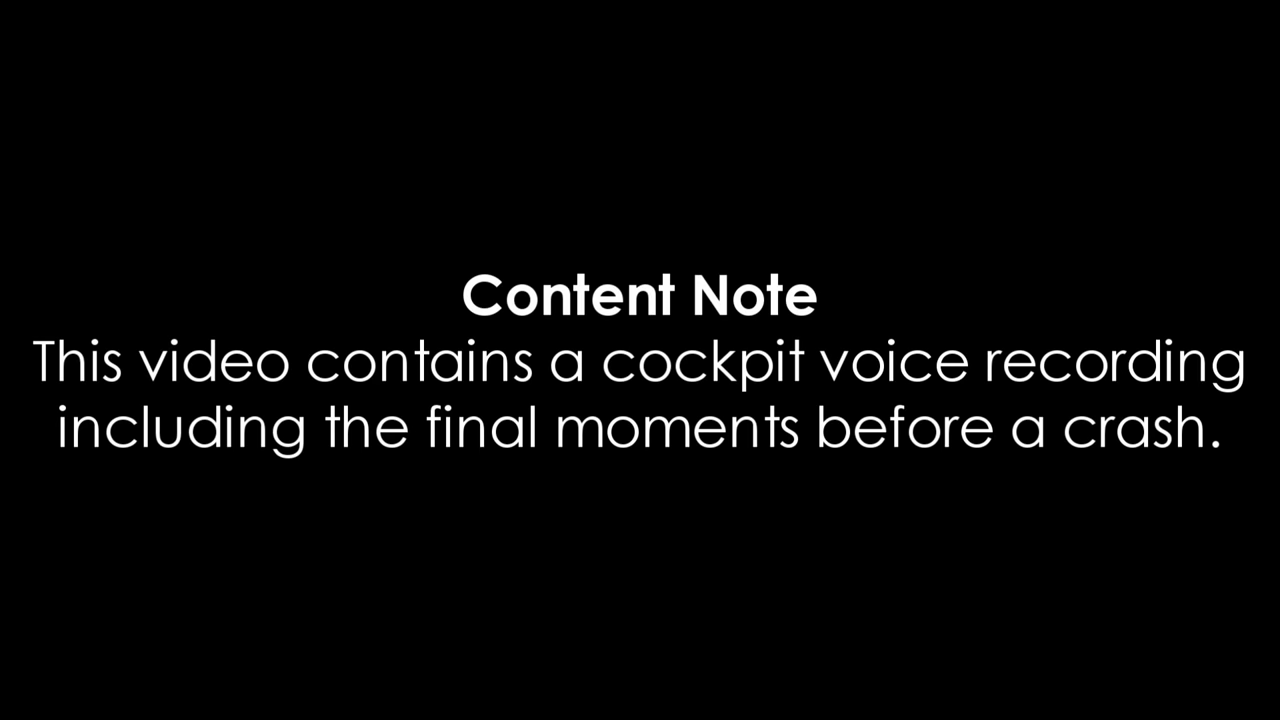 Content Note
This video contains a cockpit voice recording
including the final moments before a crash.